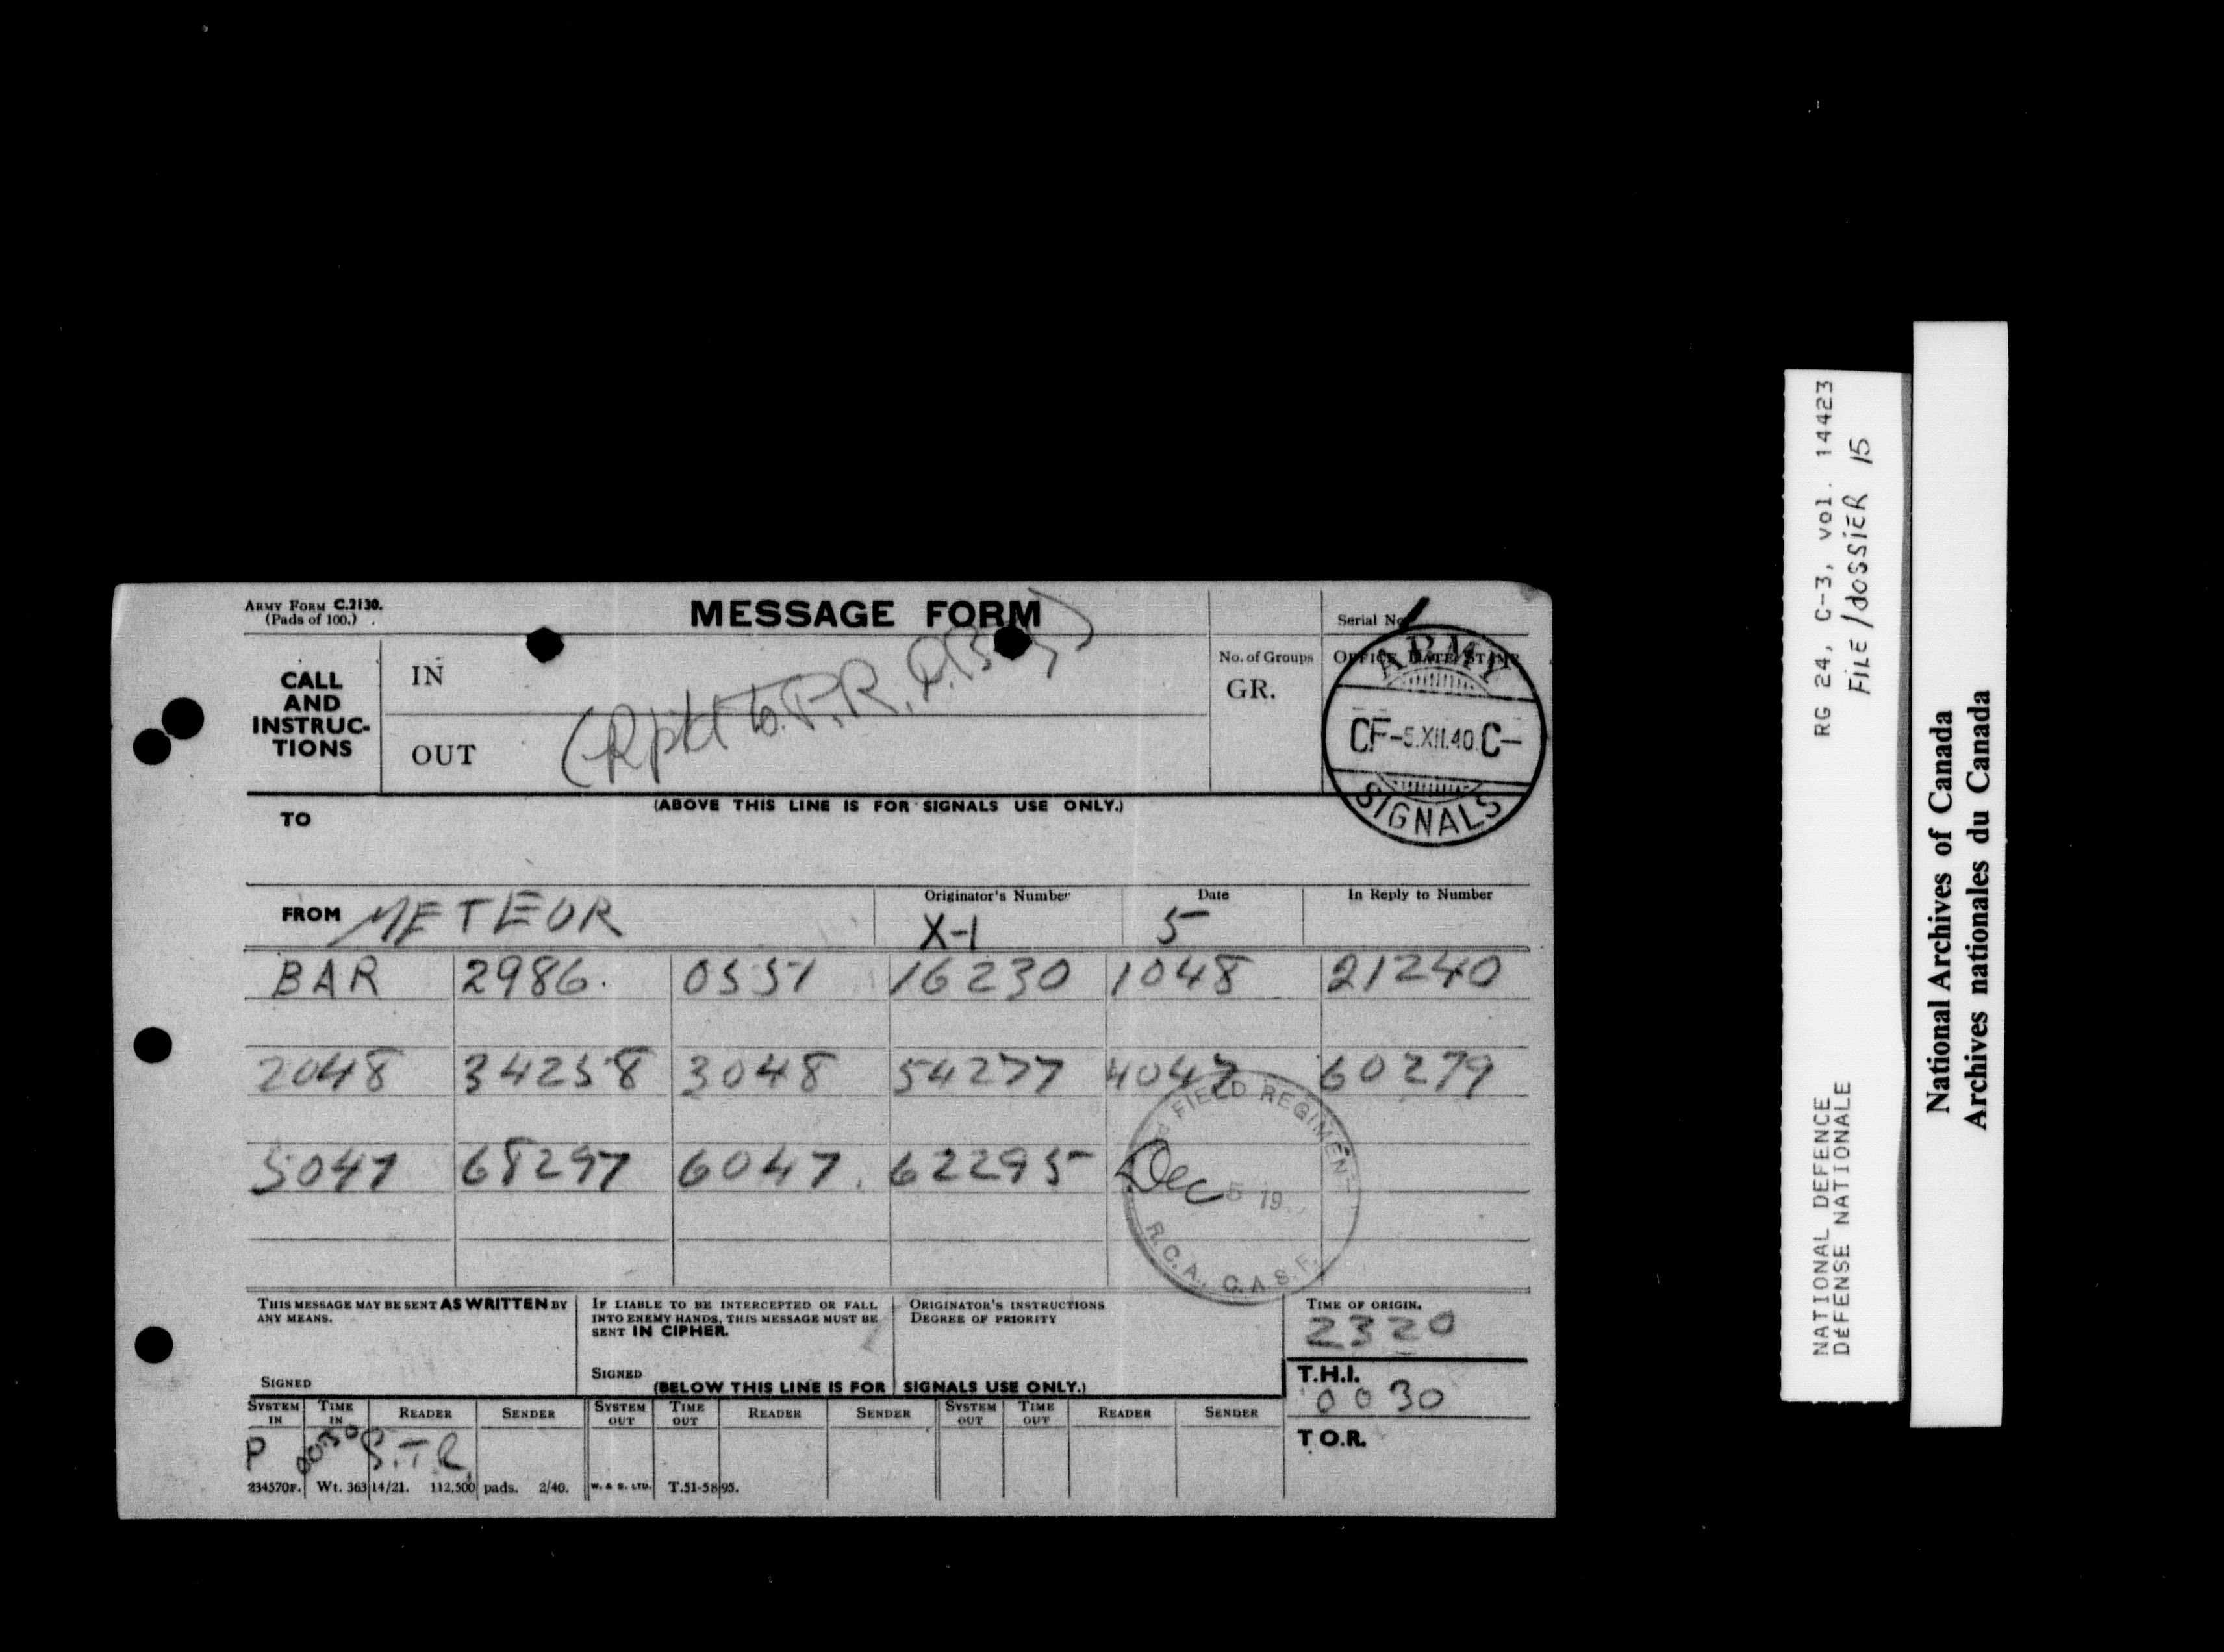 ARMY FORM C.2130.
(Pads of 100.)
MESSAGE FORM
Serial No.
CALL AND INSTRUC-TIONS
IN
OUT
(Rptd to P.R.
No. of Groups
GR.
OFFICE DATE STAMP
ARMY
CF-5.XII.40.C-
SIGNALS
(ABOVE THIS LINE IS FOR SIGNALS USE ONLY.)
TO
FROM METEOR
Originator's Number X-1
Date 5
In Reply to Number
BAR 2986. 0551 16230 1048 21240
2048 34258 3048 54277 4047 60279
5047 68297 6047. 62295
FIELD REGIMENT
Dec 5 19
R.C.A., C.A.S.F.
THIS MESSAGE MAY BE SENT AS WRITTEN BY ANY MEANS.
SIGNED
IF LIABLE TO BE INTERCEPTED OR FALL INTO ENEMY HANDS, THIS MESSAGE MUST BE SENT IN CIPHER.
SIGNED
ORIGINATOR'S INSTRUCTIONS
DEGREE OF PRIORITY
TIME OF ORIGIN.
2320
T.H.I.
0030
T O.R.
(BELOW THIS LINE IS FOR SIGNALS USE ONLY.)
SYSTEM IN TIME IN READER SENDER SYSTEM OUT TIME OUT READER SENDER SYSTEM OUT TIME OUT READER SENDER
P 0030 S.T.R.
234570F. Wt. 36314/21. 112,500 pads. 2/40. W. & S. LTD. T.51-5895.
RG 24, C-3, vol. 14423
FILE/dOSSIER 15
NATIONAL DEFENCE
DÉFENSE NATIONALE
National Archives of Canada
Archives nationales du Canada